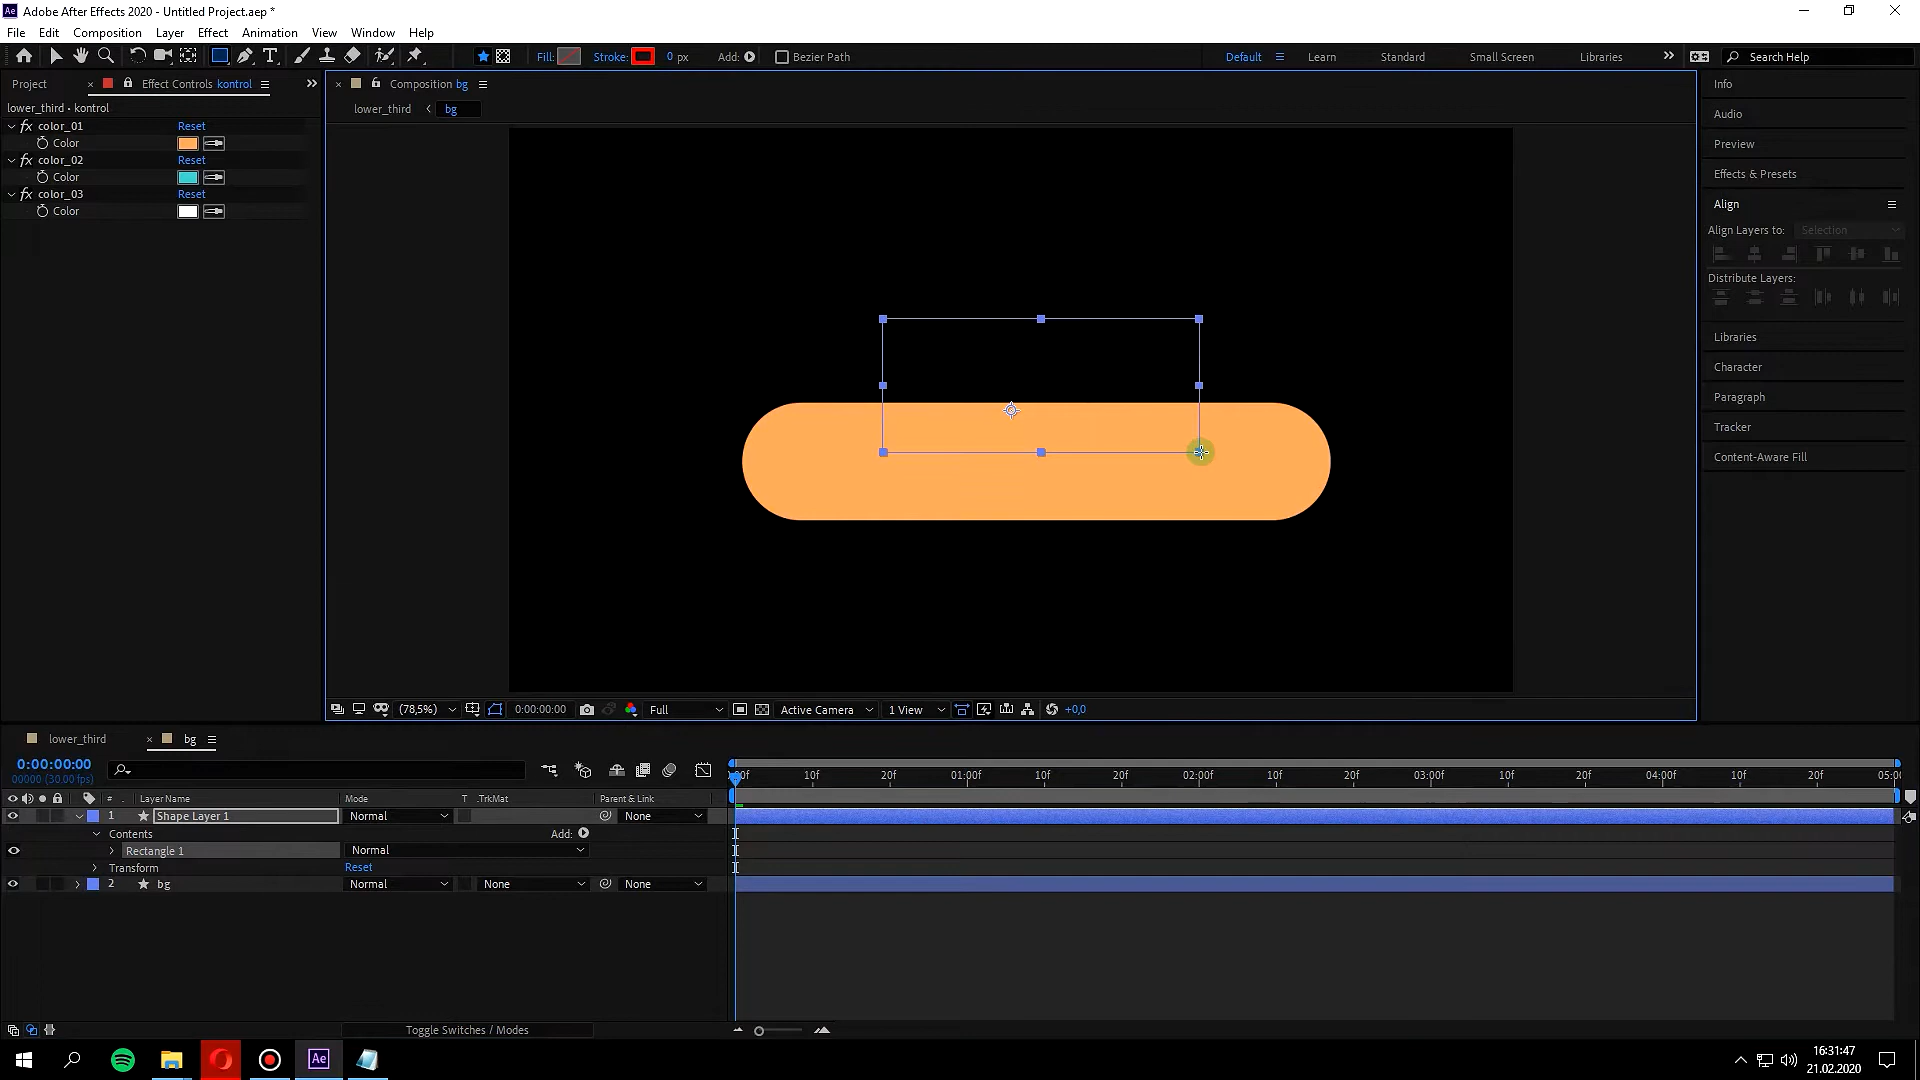 Ae Adobe After Effects 2020 - Untitled Project.aep *
File Edit Composition Layer Effect Animation View Window Help
Fill: Stroke: 0 px Add: Bezier Path Default Learn Standard Small Screen Libraries Search Help
Project Effect Controls kontrol
lower_third • kontrol
fx color_01 Reset
Color
fx color_02 Reset
Color
fx color_03 Reset
Color
Composition bg
lower_third bg
(78,5%) 0:00:00:00 Full Active Camera 1 View +0,0
Info
Audio
Preview
Effects & Presets
Align
Align Layers to: Selection
Distribute Layers:
Libraries
Character
Paragraph
Tracker
Content-Aware Fill
lower_third bg
0:00:00:00
00000 (30.00 fps)
10f 20f 01:00f 10f 20f 02:00f 10f 20f 03:00f 10f 20f 04:00f 10f 20f 05:00
# Layer Name Mode T .TrkMat Parent & Link
1 Shape Layer 1 Normal None
Contents Add:
Rectangle 1 Normal
Transform Reset
2 bg Normal None None
Toggle Switches / Modes
Ae
16:31:47
21.02.2020